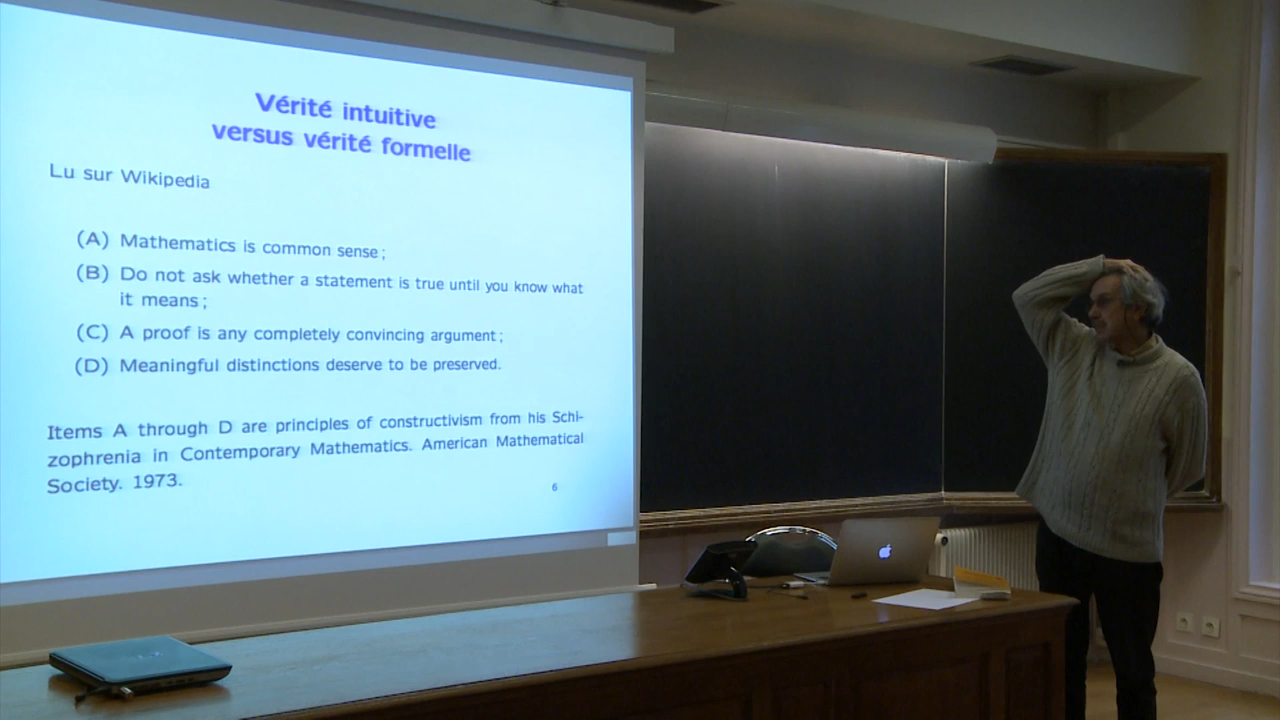 Vérité intuitive
versus vérité formelle
Lu sur Wikipedia
(A) Mathematics is common sense ;
(B) Do not ask whether a statement is true until you know what
it means ;
(C) A proof is any completely convincing argument ;
(D) Meaningful distinctions deserve to be preserved.
Items A through D are principles of constructivism from his Schi-
zophrenia in Contemporary Mathematics. American Mathematical
Society. 1973.
6